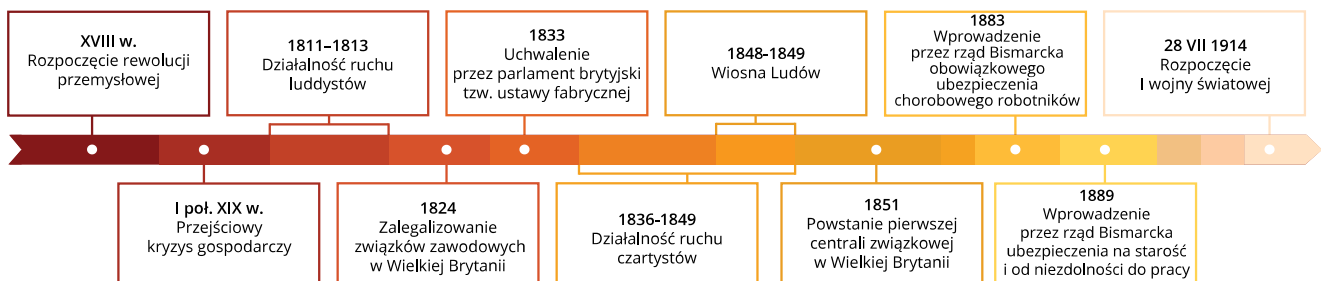 XVIII w.
Rozpoczęcie rewolucji
przemysłowej
1811–1813
Działalność ruchu
luddystów
1833
Uchwalenie
przez parlament brytyjski
tzw. ustawy fabrycznej
1848-1849
Wiosna Ludów
1883
Wprowadzenie
przez rząd Bismarcka
obowiązkowego
ubezpieczenia
chorobowego robotników
28 VII 1914
Rozpoczęcie
I wojny światowej
I poł. XIX w.
Przejściowy
kryzys gospodarczy
1824
Zalegalizowanie
związków zawodowych
w Wielkiej Brytanii
1836-1849
Działalność ruchu
czartystów
1851
Powstanie pierwszej
centrali związkowej
w Wielkiej Brytanii
1889
Wprowadzenie
przez rząd Bismarcka
ubezpieczenia na starość
i od niezdolności do pracy